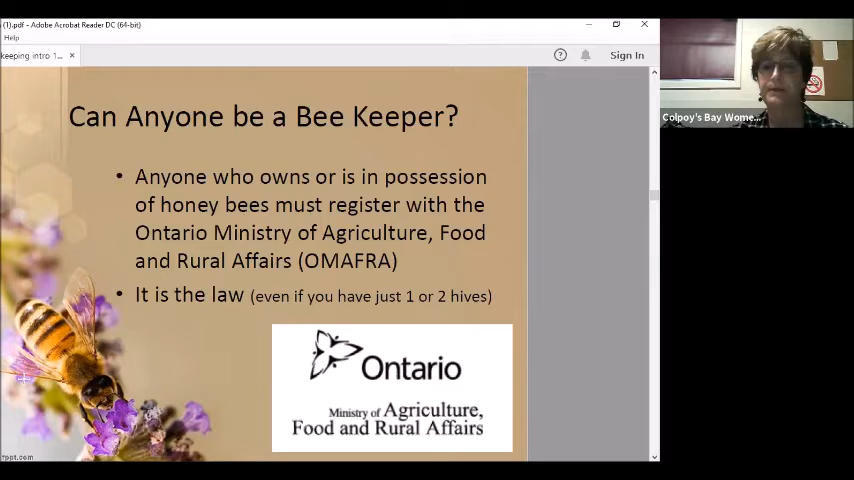 (1).pdf - Adobe Acrobat Reader DC (64-bit)
Help
keeping intro 1...
Sign In
Can Anyone be a Bee Keeper?
• Anyone who owns or is in possession
of honey bees must register with the
Ontario Ministry of Agriculture, Food
and Rural Affairs (OMAFRA)
• It is the law (even if you have just 1 or 2 hives)
Ontario
Ministry of Agriculture,
Food and Rural Affairs
fppt.com
Colpoy's Bay Wome...